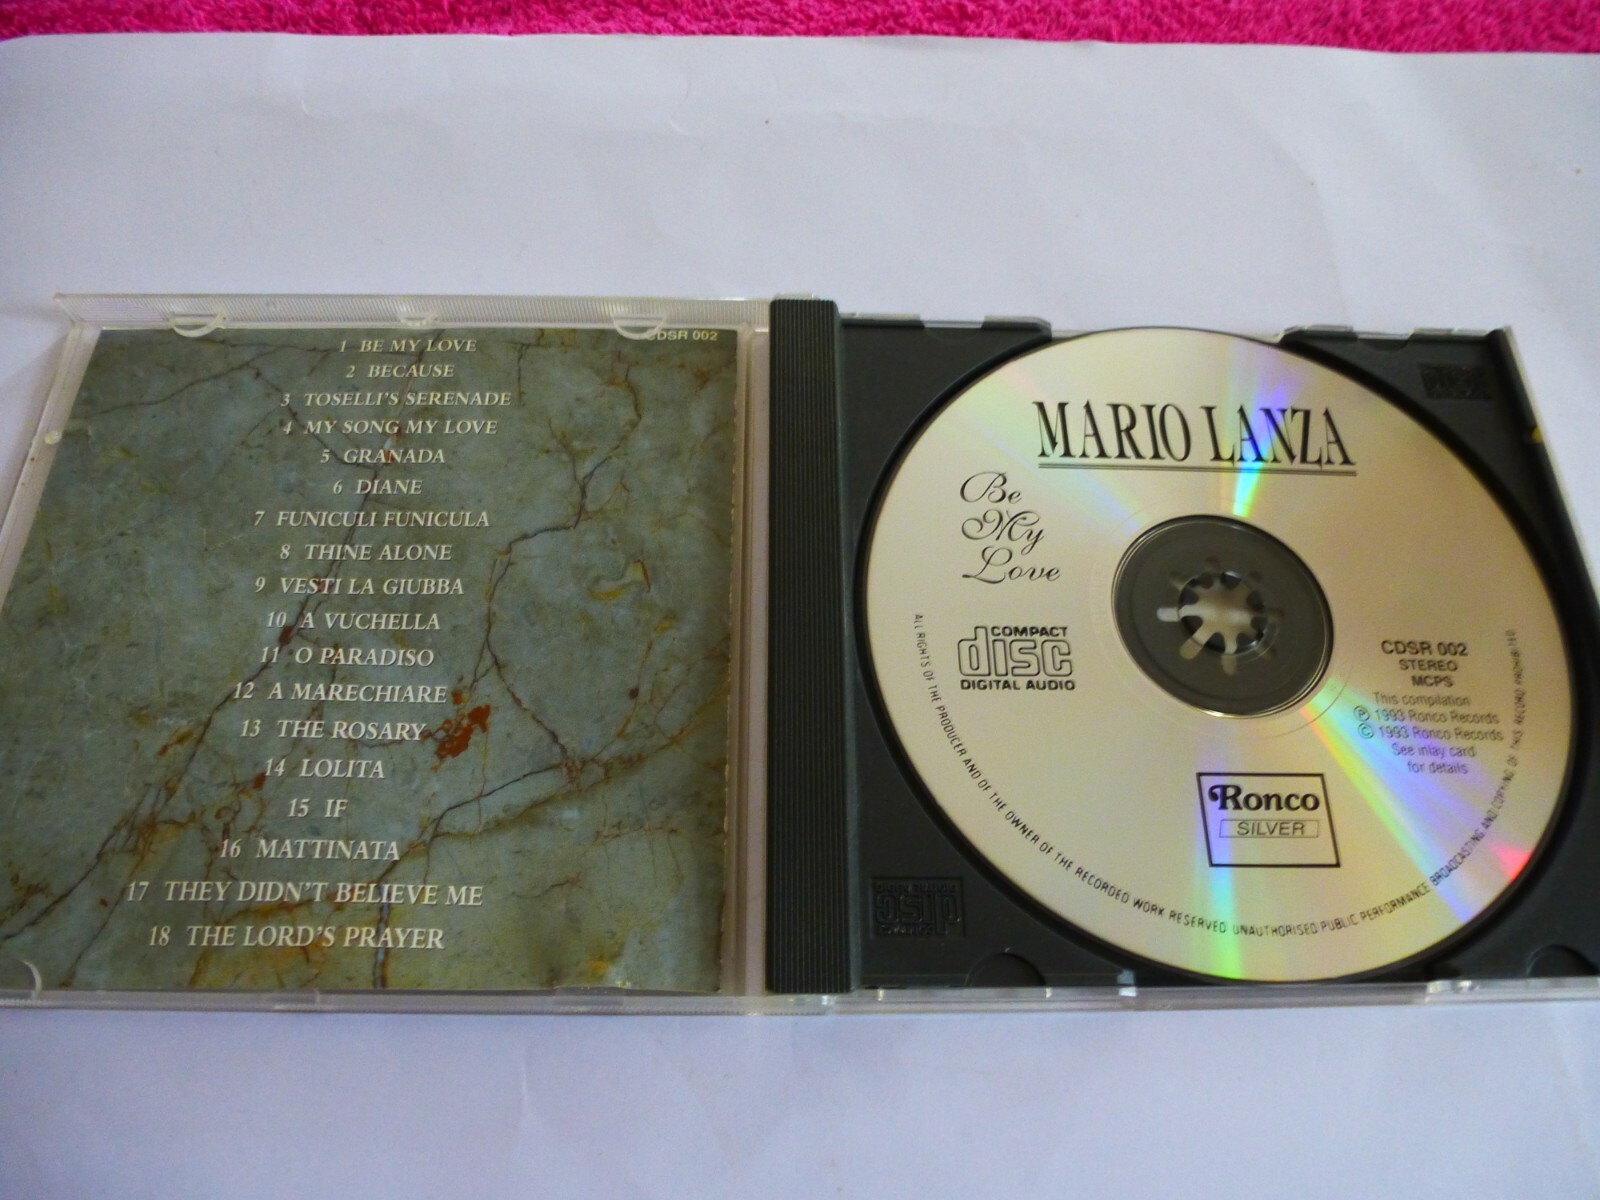 CDSR 002
1 BE MY LOVE
2 BECAUSE
3 TOSELLI'S SERENADE
4 MY SONG MY LOVE
5 GRANADA
6 DIANE
7 FUNICULI FUNICULA
8 THINE ALONE
9 VESTI LA GIUBBA
10 A VUCHELLA
11 O PARADISO
12 A MARECHIARE
13 THE ROSARY
14 LOLITA
15 IF
16 MATTINATA
17 THEY DIDN'T BELIEVE ME
18 THE LORD'S PRAYER
MARIO LANZA
Be
My
Love
COMPACT
disc
DIGITAL AUDIO
CDSR 002
STEREO
MCPS
This compilation
℗ 1993 Ronco Records
© 1993 Ronco Records
See inlay card
for details
Ronco
SILVER
ALL RIGHTS OF THE PRODUCER AND OF THE OWNER OF THE RECORDED WORK RESERVED UNAUTHORISED PUBLIC PERFORMANCE BROADCASTING AND COPYING OF THIS RECORD PROHIBITED